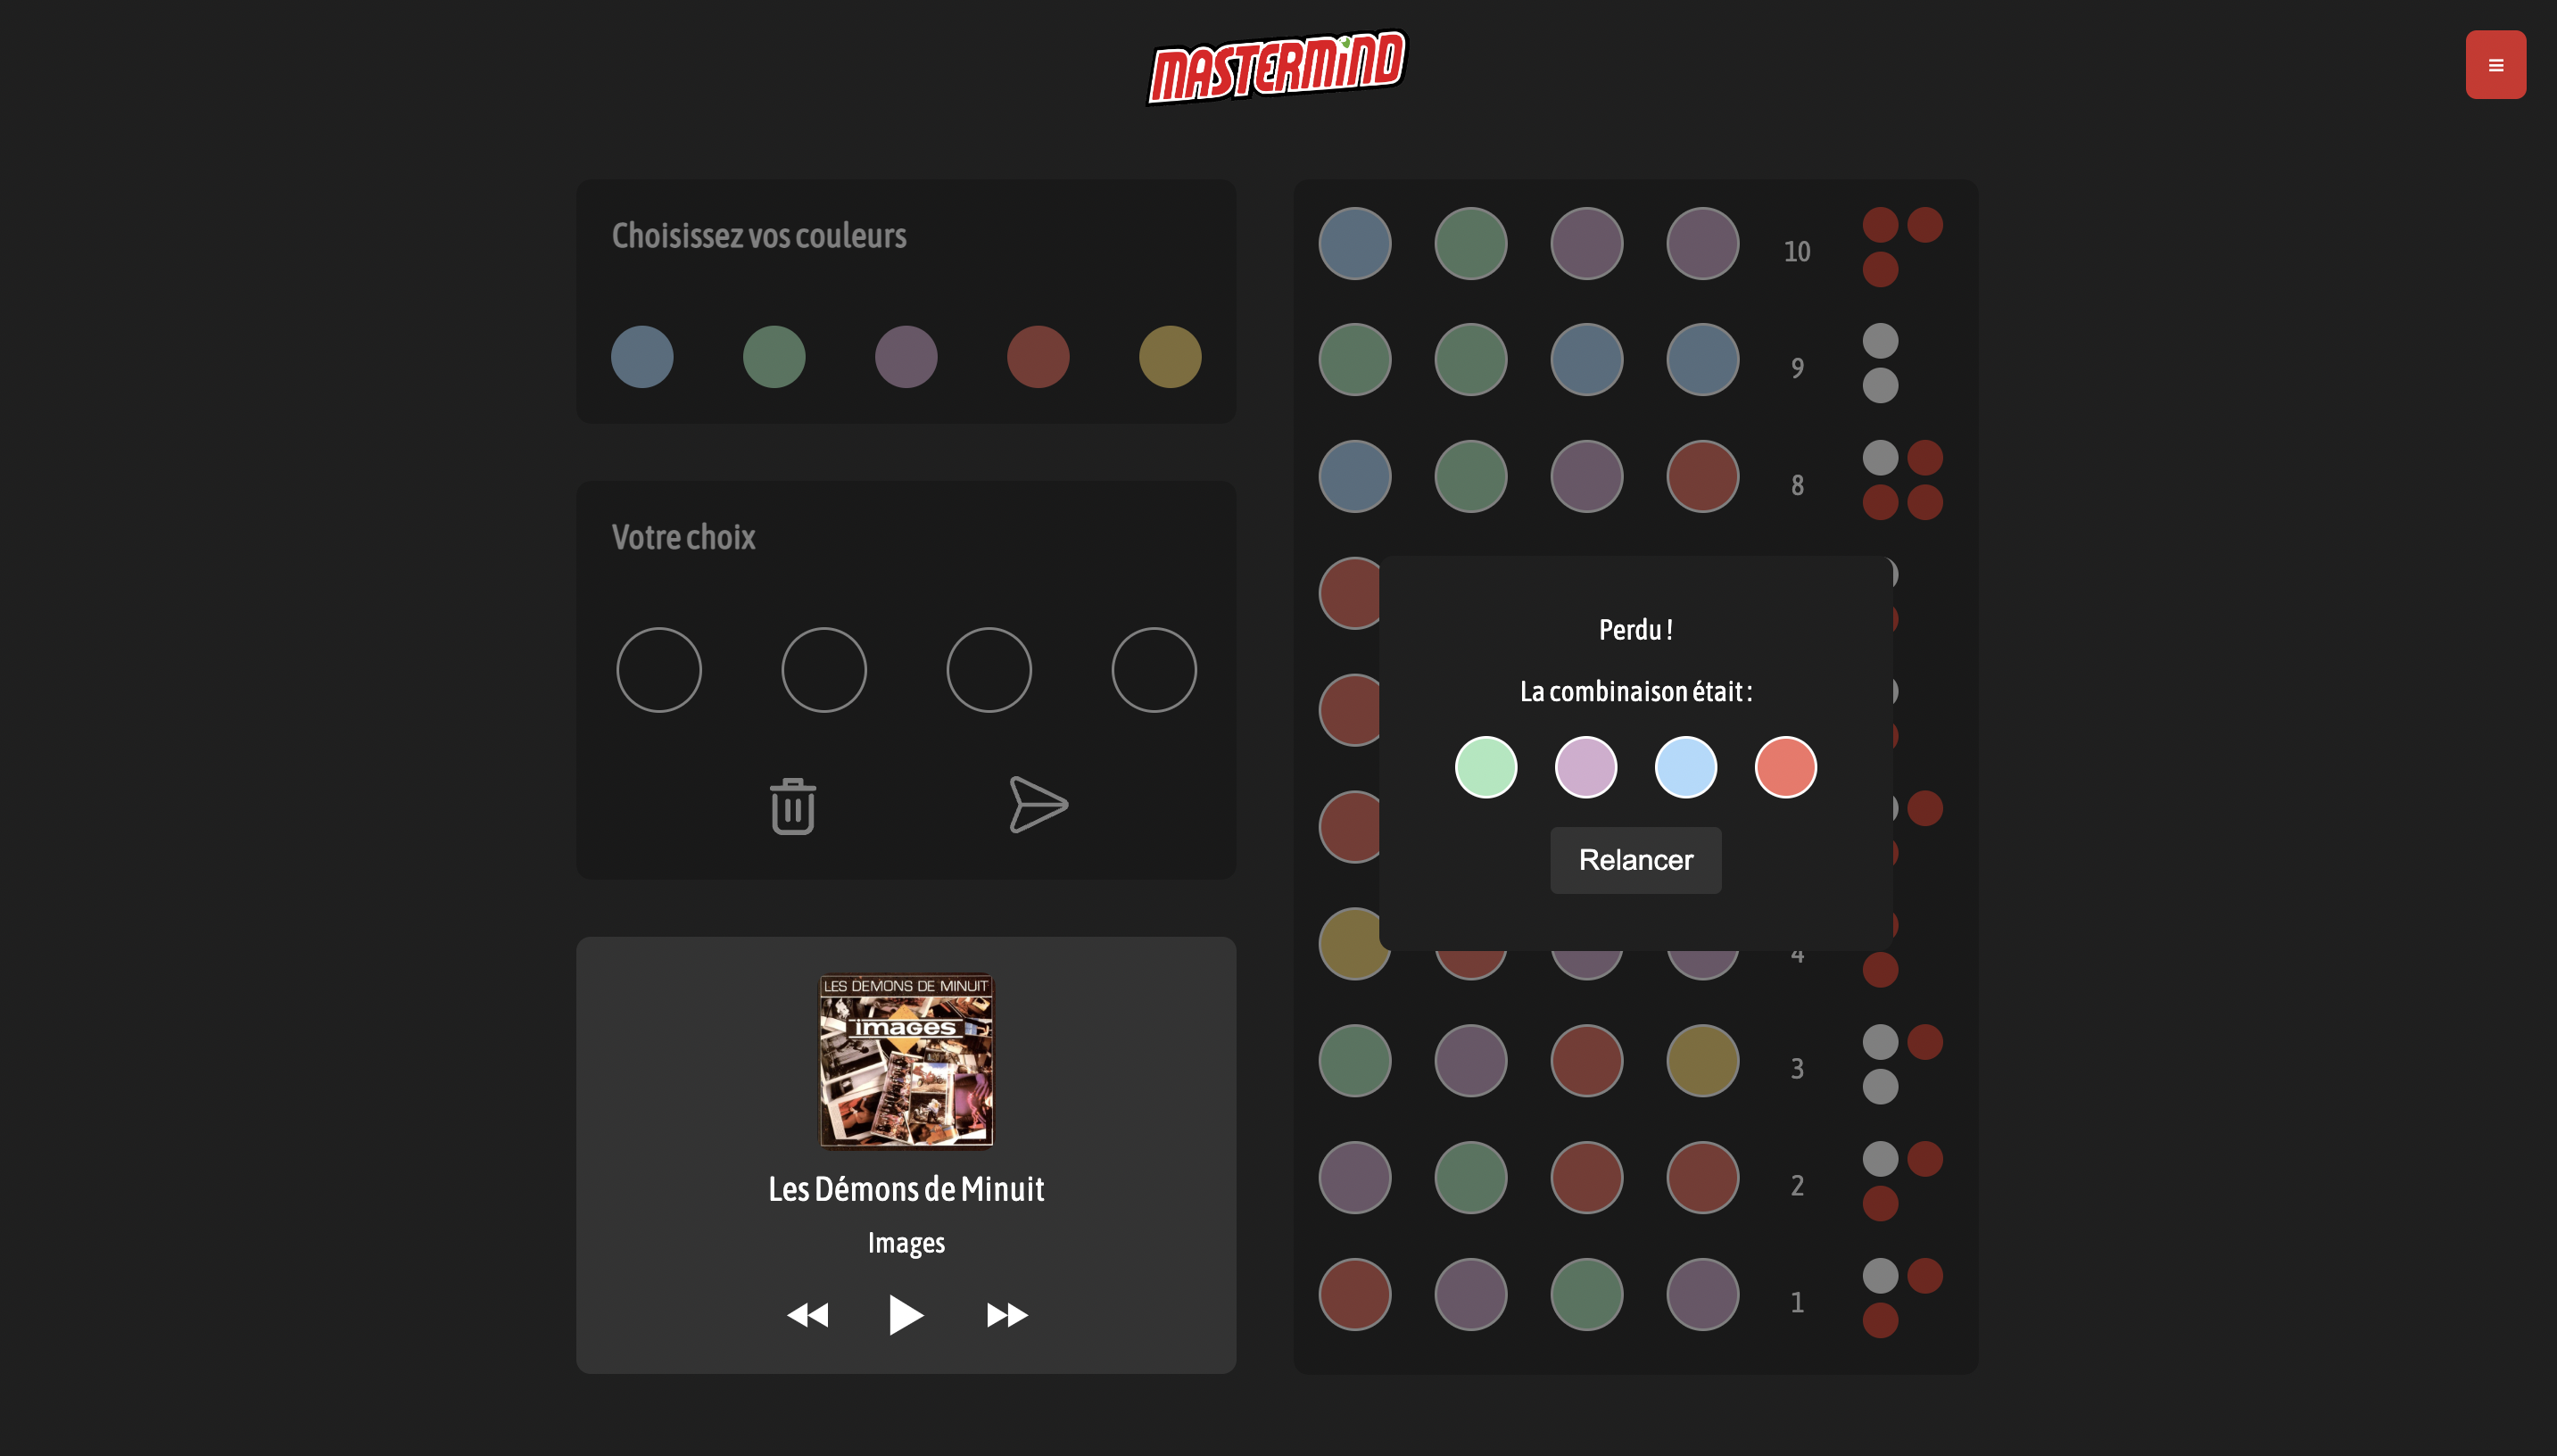 MASTERMIND
Choisissez vos couleurs
Votre choix
LES DEMONS DE MINUIT
images
Les Démons de Minuit
Images
10
9
8
Perdu !
La combinaison était :
Relancer
4
3
2
1